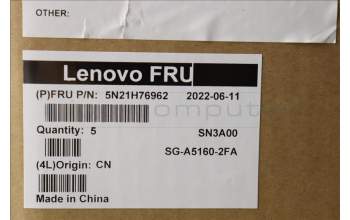 OTHER:
Lenovo FRU
(P)FRU P/N: 5N21H76962 2022-06-11
Quantity: 5 SN3A00
SG-A5160-2FA
(4L)Origin: CN
Made in China